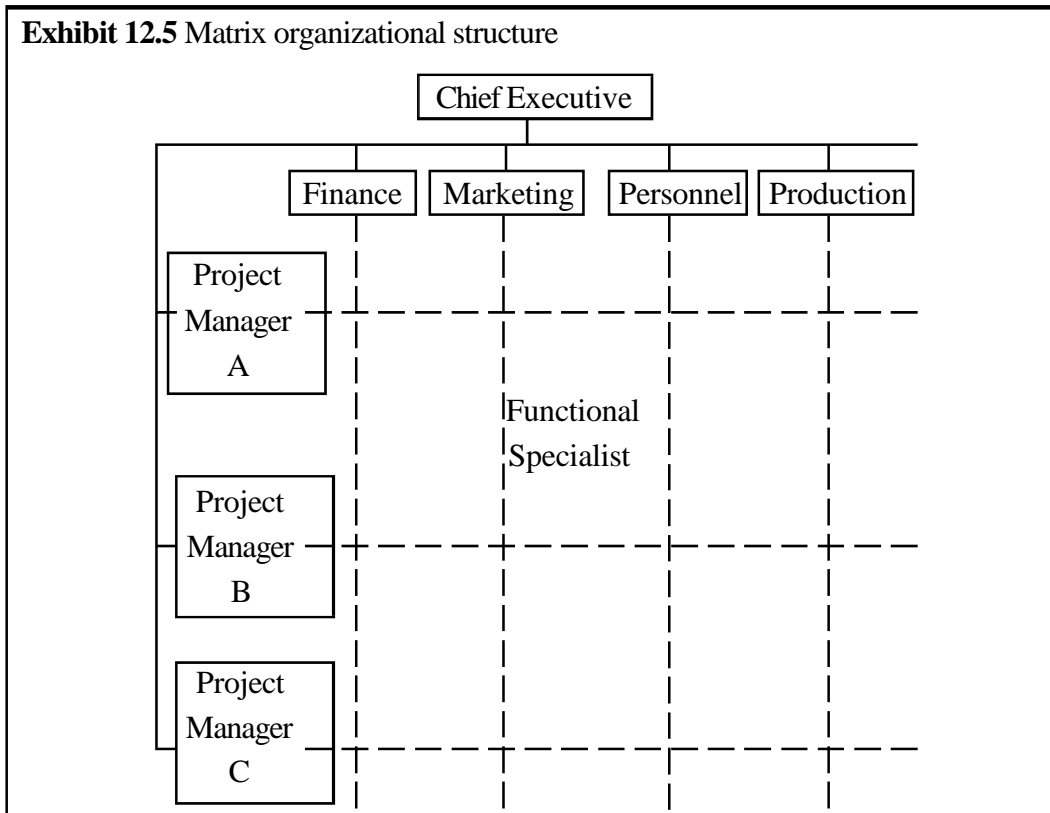 Exhibit 12.5 Matrix organizational structure
Chief Executive
Finance
Marketing
Personnel
Production
Project
Manager
A
Functional
Specialist
Project
Manager
B
Project
Manager
C